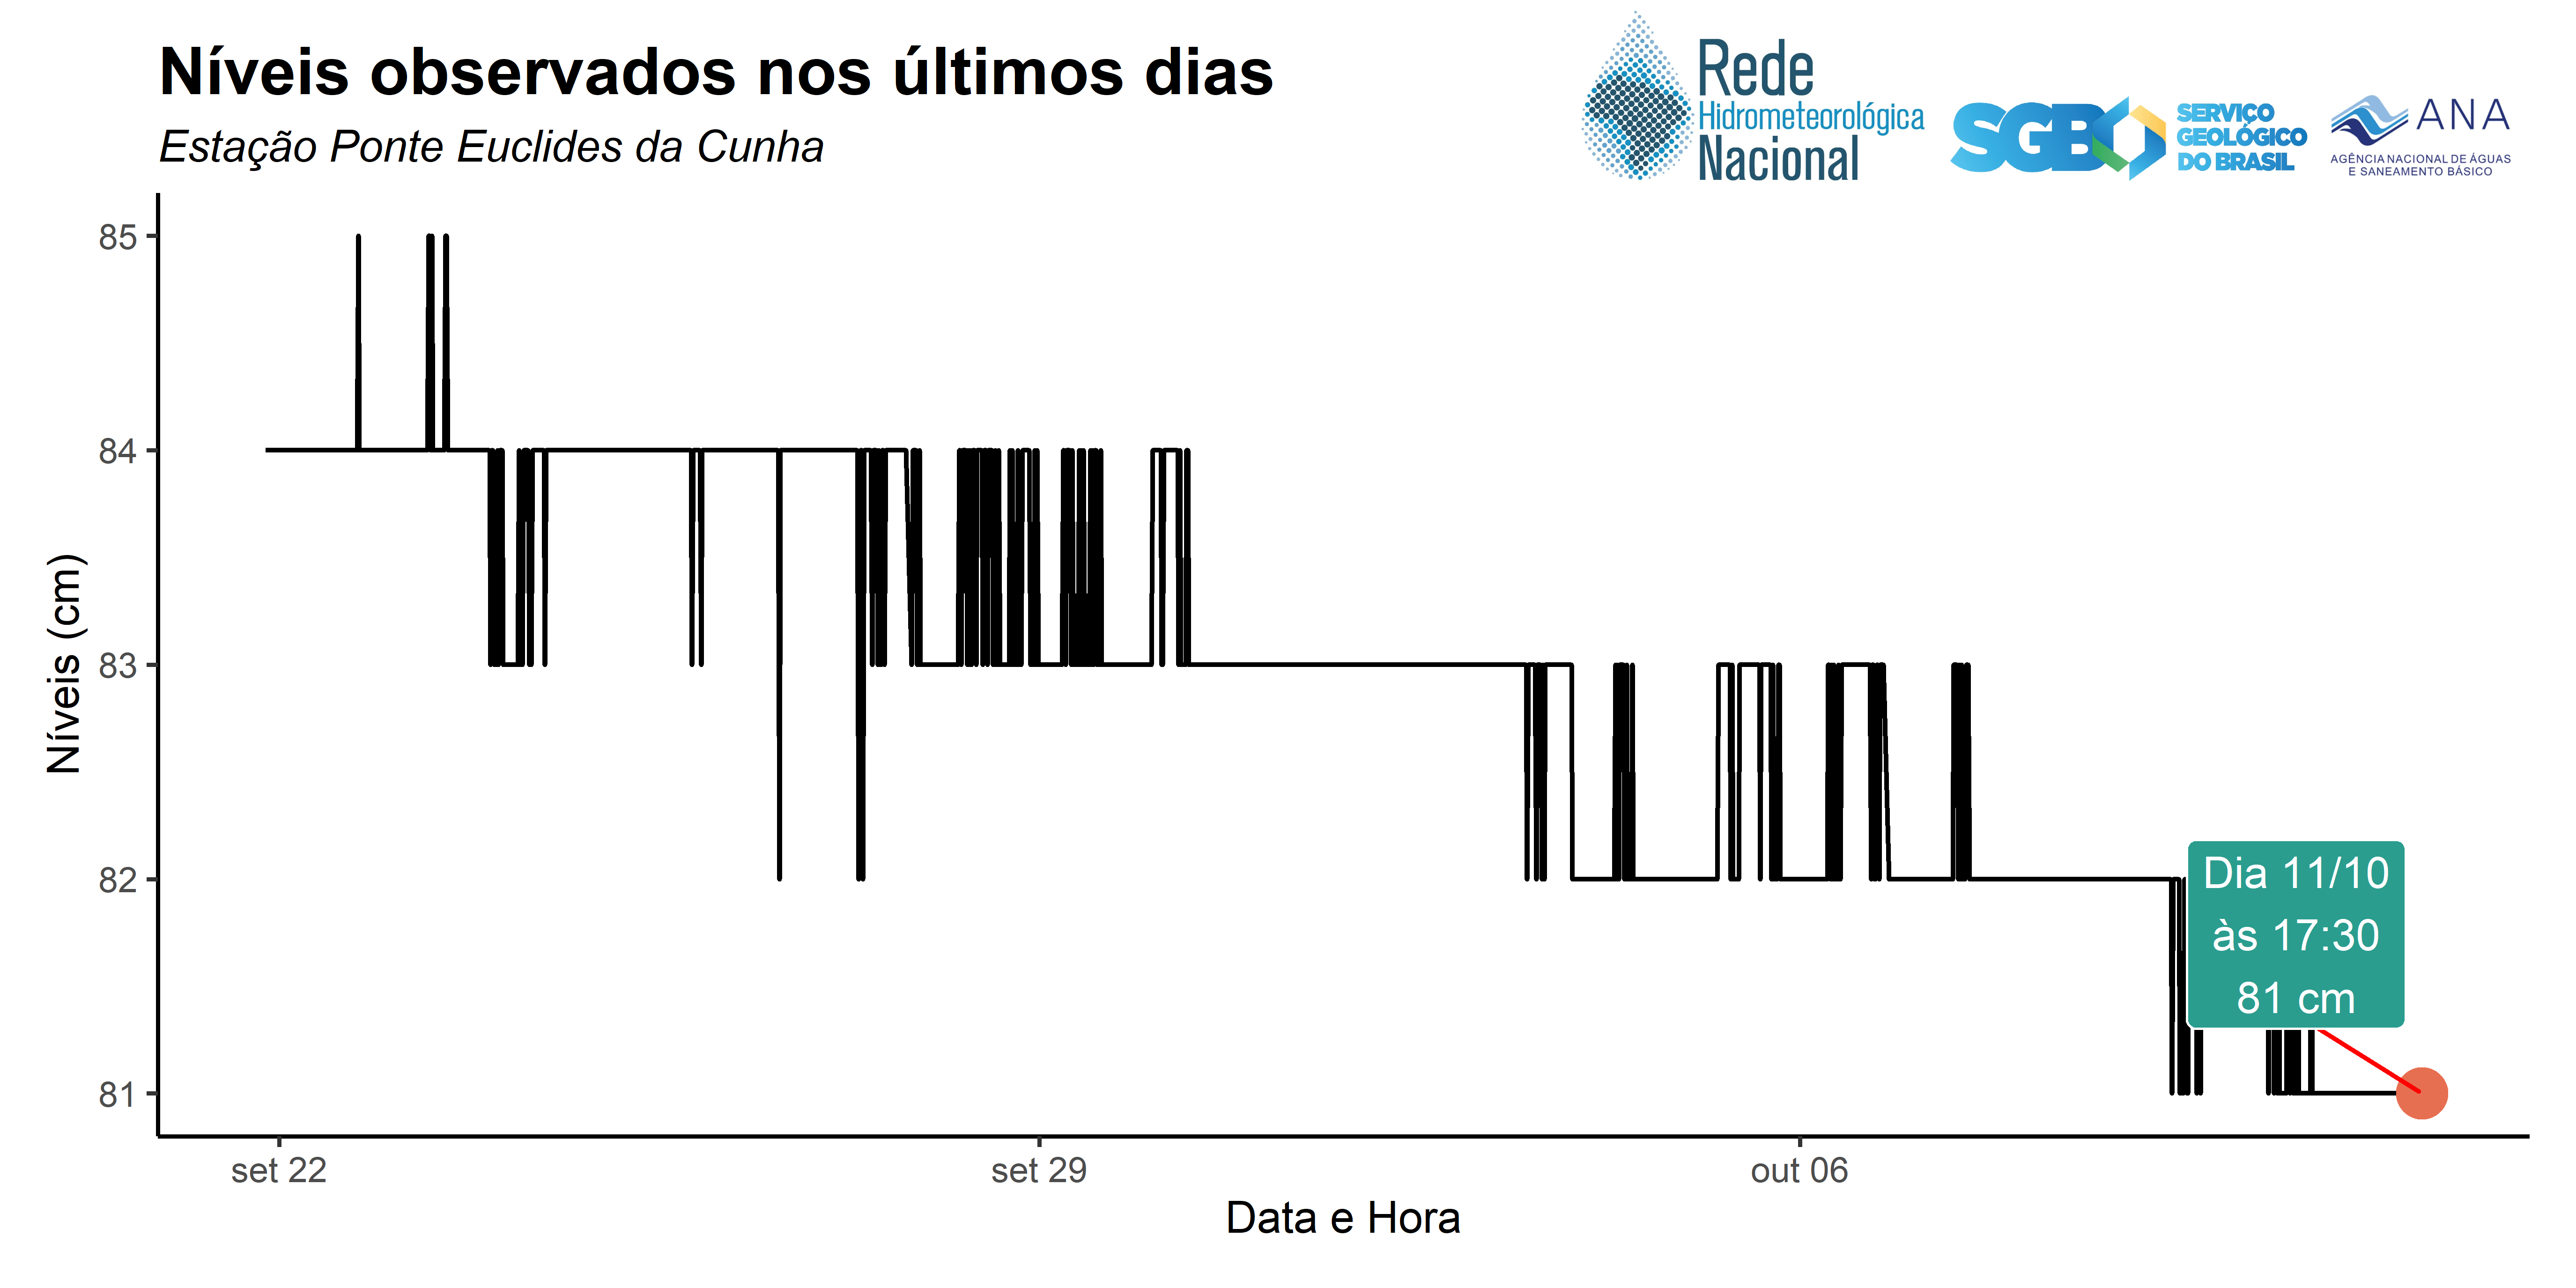 Níveis observados nos últimos dias
Estação Ponte Euclides da Cunha
Rede
Hidrometeorológica
Nacional
SGB
SERVIÇO
GEOLÓGICO
DO BRASIL
ANA
AGÊNCIA NACIONAL DE ÁGUAS
E SANEAMENTO BÁSICO
Níveis (cm)
85
84
83
82
81
Dia 11/10
às 17:30
81 cm
set 22
set 29
out 06
Data e Hora